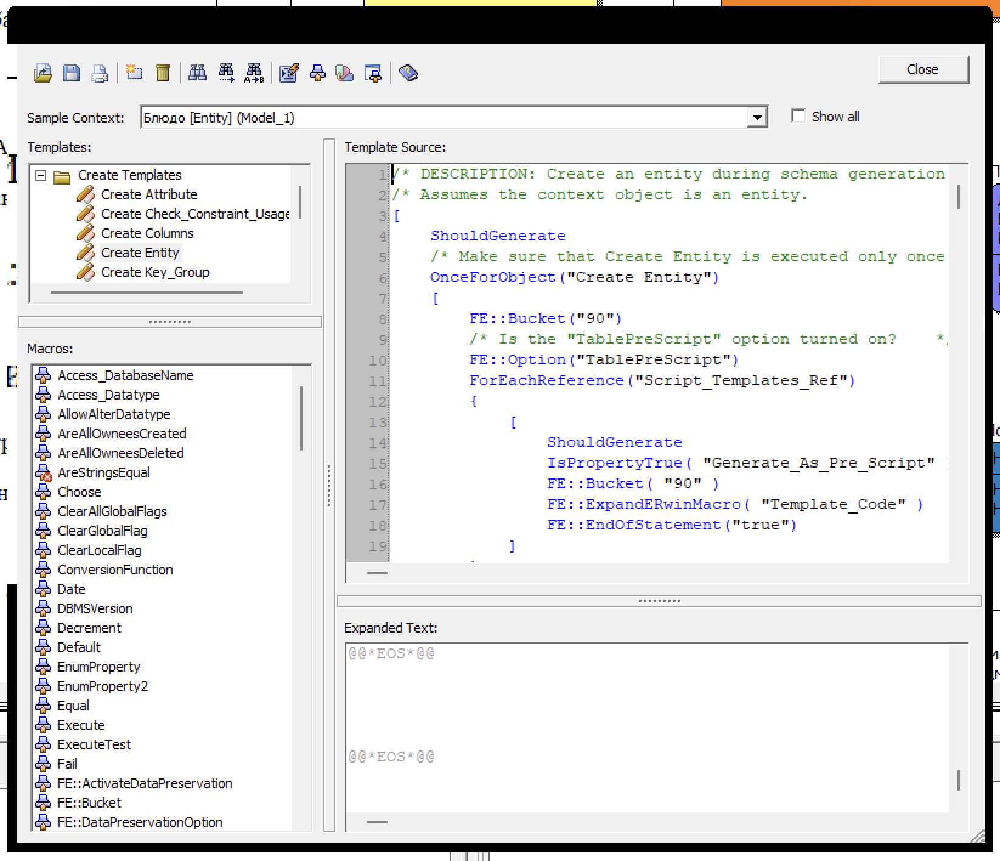 Close
Sample Context:
Блюдо [Entity] (Model_1)
Show all
Templates:
Create Templates
Create Attribute
Create Check_Constraint_Usage
Create Columns
Create Entity
Create Key_Group
Macros:
Access_DatabaseName
Access_Datatype
AllowAlterDatatype
AreAllOwneesCreated
AreAllOwneesDeleted
AreStringsEqual
Choose
ClearAllGlobalFlags
ClearGlobalFlag
ClearLocalFlag
ConversionFunction
Date
DBMSVersion
Decrement
Default
EnumProperty
EnumProperty2
Equal
Execute
ExecuteTest
Fail
FE::ActivateDataPreservation
FE::Bucket
FE::DataPreservationOption
Template Source:
1 /* DESCRIPTION: Create an entity during schema generation
2 /* Assumes the context object is an entity.
3 [
4 ShouldGenerate
5 /* Make sure that Create Entity is executed only once
6 OnceForObject("Create Entity")
7 [
8 FE::Bucket("90")
9 /* Is the "TablePreScript" option turned on? *
10 FE::Option("TablePreScript")
11 ForEachReference("Script_Templates_Ref")
12 {
13 [
14 ShouldGenerate
15 IsPropertyTrue( "Generate_As_Pre_Script"
16 FE::Bucket( "90" )
17 FE::ExpandERwinMacro( "Template_Code" )
18 FE::EndOfStatement("true")
19 ]
Expanded Text:
@@*EOS*@@
@@*EOS*@@